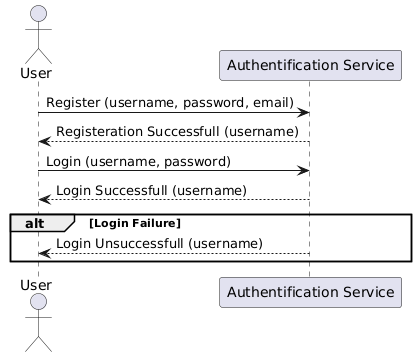 User
Authentification Service
Register (username, password, email)
Registeration Successfull (username)
Login (username, password)
Login Successfull (username)
alt [Login Failure]
Login Unsuccessfull (username)
User
Authentification Service